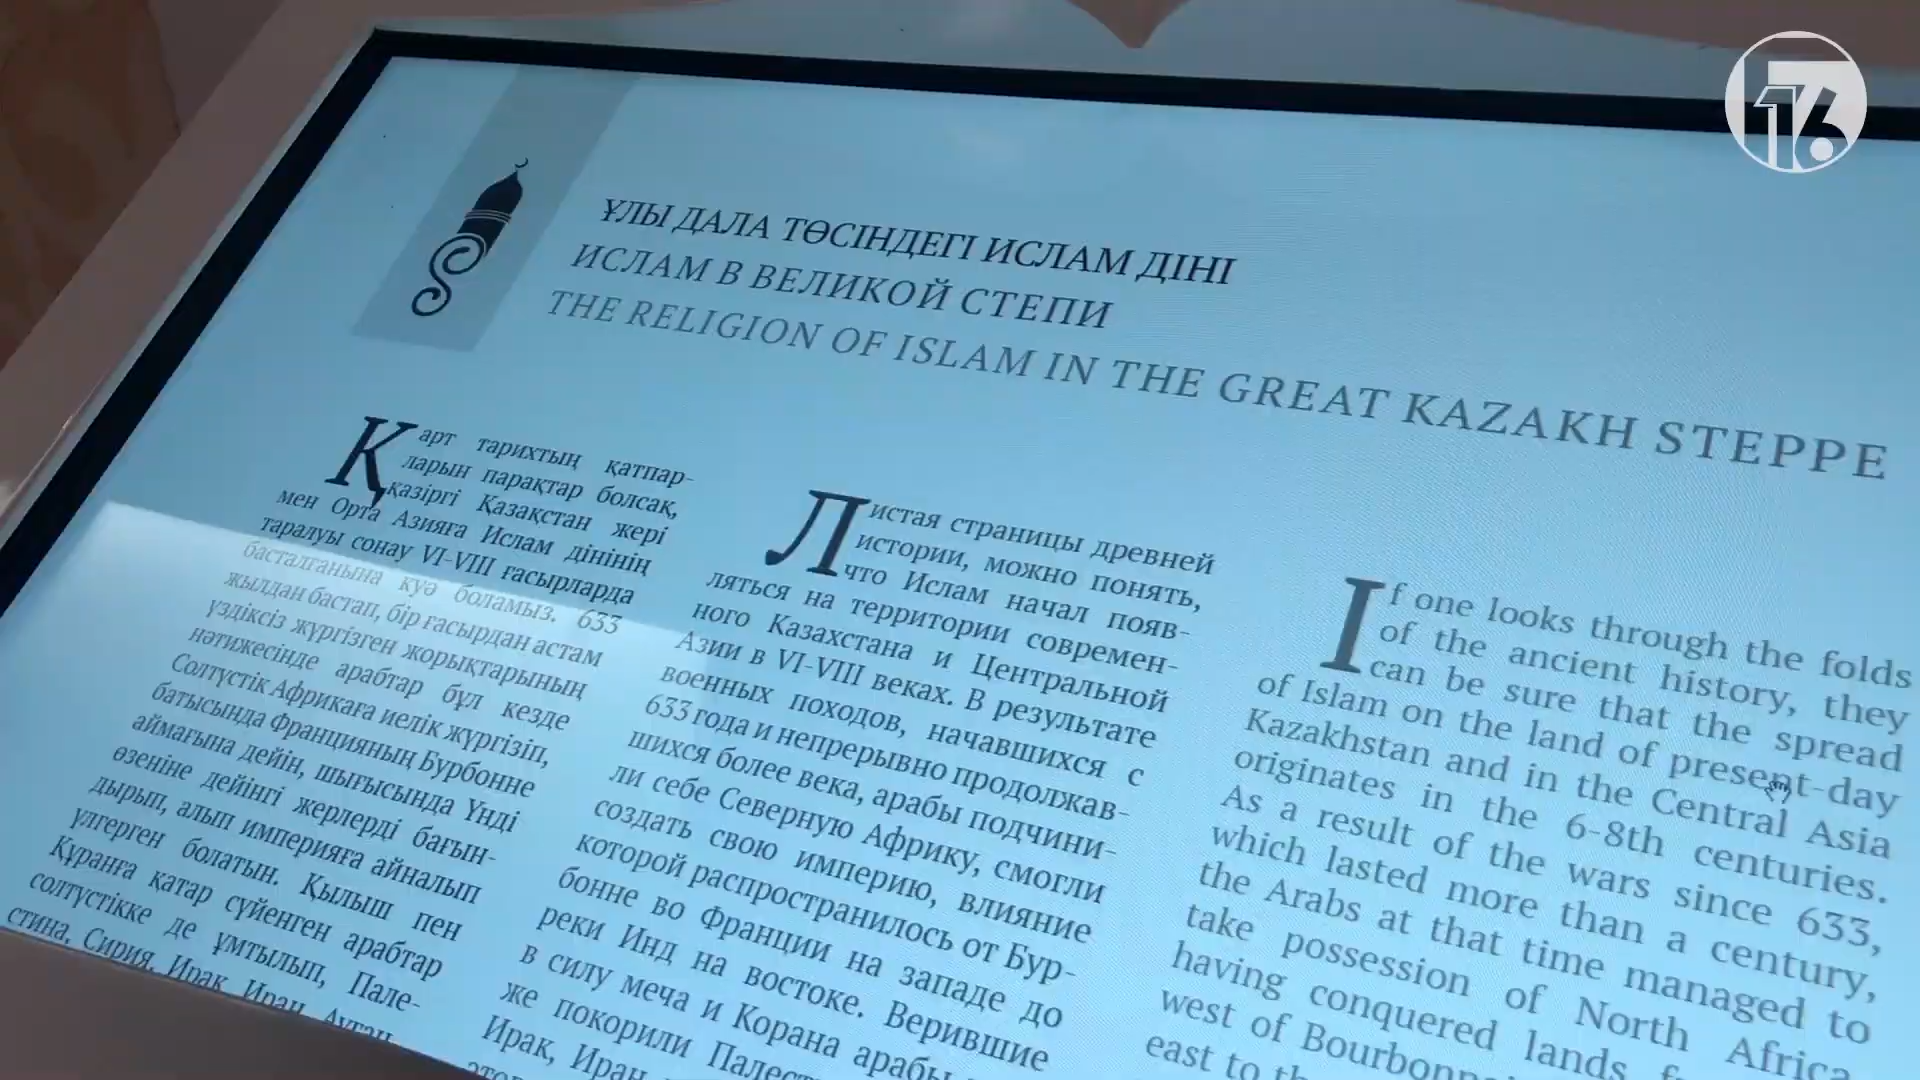 ҰЛЫ ДАЛА ТӨСІНДЕГІ ИСЛАМ ДІНІ
ИСЛАМ В ВЕЛИКОЙ СТЕПИ
THE RELIGION OF ISLAM IN THE GREAT KAZAKH STEPPE
Қарт тарихтың қатпар-
ларын парақтар болсақ,
қазіргі Қазақстан жері
мен Орта Азияға Ислам дінінің
таралуы сонау VI-VIII ғасырларда
басталғанына куә боламыз. 633
жылдан бастап, бір ғасырдан астам
үздіксіз жүргізген жорықтарының
нәтижесінде арабтар бұл кезде
Солтүстік Африкаға иелік жүргізіп,
батысында Францияның Бурбонне
аймағына дейін, шығысында Үнді
өзеніне дейінгі жерлерді бағын-
дырып, алып империяға айналып
үлгерген болатын. Қылыш пен
Құранға қатар сүйенген арабтар
солтүстікке де ұмтылып, Пале-
стина, Сирия, Ирак, Иран, Ауған-
Листая страницы древней
истории, можно понять,
что Ислам начал появ-
ляться на территории современ-
ного Казахстана и Центральной
Азии в VI-VIII веках. В результате
военных походов, начавшихся с
633 года и непрерывно продолжав-
шихся более века, арабы подчини-
ли себе Северную Африку, смогли
создать свою империю, влияние
которой распространилось от Бур-
бонне во Франции на западе до
реки Инд на востоке. Верившие
в силу меча и Корана арабы
же покорили
Ирак, Иран
If one looks through the folds
of the ancient history, they
can be sure that the spread
of Islam on the land of present-day
Kazakhstan and in the Central Asia
originates in the 6-8th centuries.
As a result of the wars since 633,
which lasted more than a century,
the Arabs at that time managed to
take possession of North Africa
having conquered lands
west of
east to
16